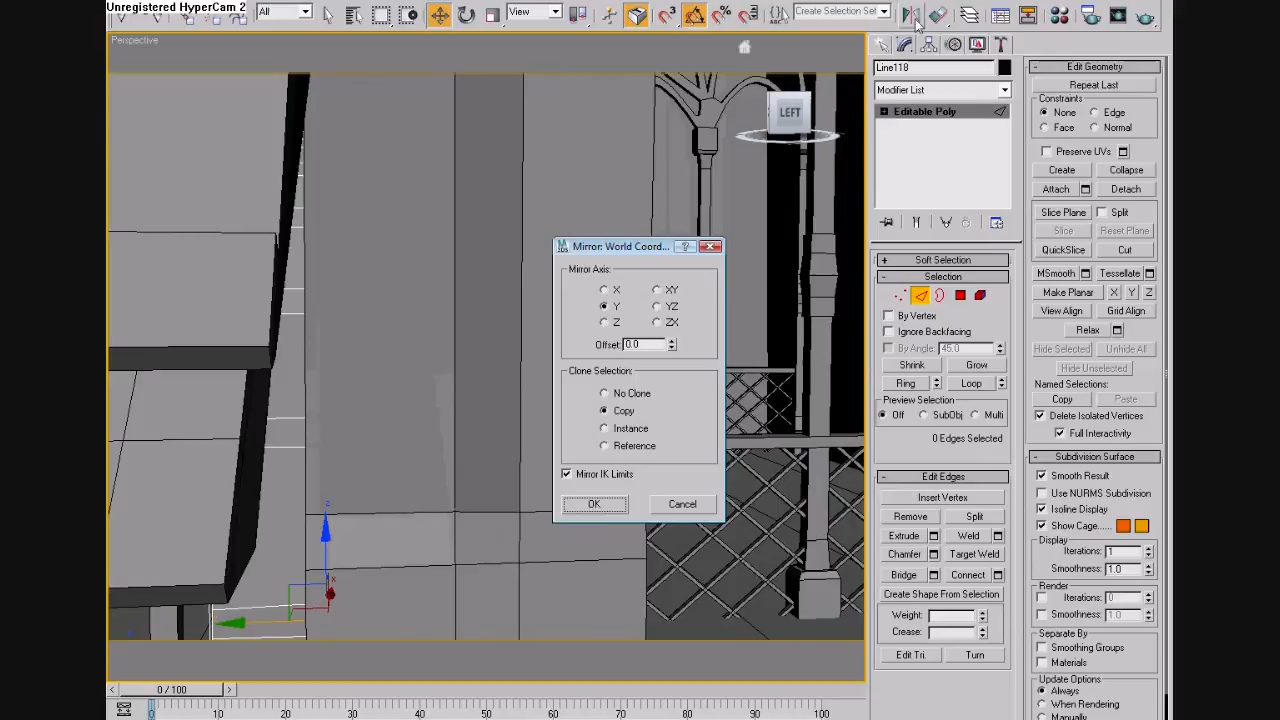 Unregistered HyperCam 2
All
View
Create Selection Set
Perspective
LEFT
Line118
Modifier List
Editable Poly
Soft Selection
Selection
By Vertex
Ignore Backfacing
By Angle: 45.0
Shrink Grow
Ring Loop
Preview Selection
Off SubObj Multi
0 Edges Selected
Edit Edges
Insert Vertex
Remove Split
Extrude Weld
Chamfer Target Weld
Bridge Connect
Create Shape From Selection
Weight:
Crease:
Edit Tri. Turn
Edit Geometry
Repeat Last
Constraints
None Edge
Face Normal
Preserve UVs
Create Collapse
Attach Detach
Slice Plane Split
Slice Reset Plane
QuickSlice Cut
MSmooth Tessellate
Make Planar X Y Z
View Align Grid Align
Relax
Hide Selected Unhide All
Hide Unselected
Named Selections:
Copy Paste
Delete Isolated Vertices
Full Interactivity
Subdivision Surface
Smooth Result
Use NURMS Subdivision
Isoline Display
Show Cage......
Display
Iterations: 1
Smoothness: 1.0
Render
Iterations: 0
Smoothness: 1.0
Separate By
Smoothing Groups
Materials
Update Options
Always
When Rendering
Manually
Mirror: World Coord...
Mirror Axis:
X XY
Y YZ
Z ZX
Offset: 0.0
Clone Selection:
No Clone
Copy
Instance
Reference
Mirror IK Limits
OK Cancel
z
x
0 / 100
0 10 20 30 40 50 60 70 80 90 100